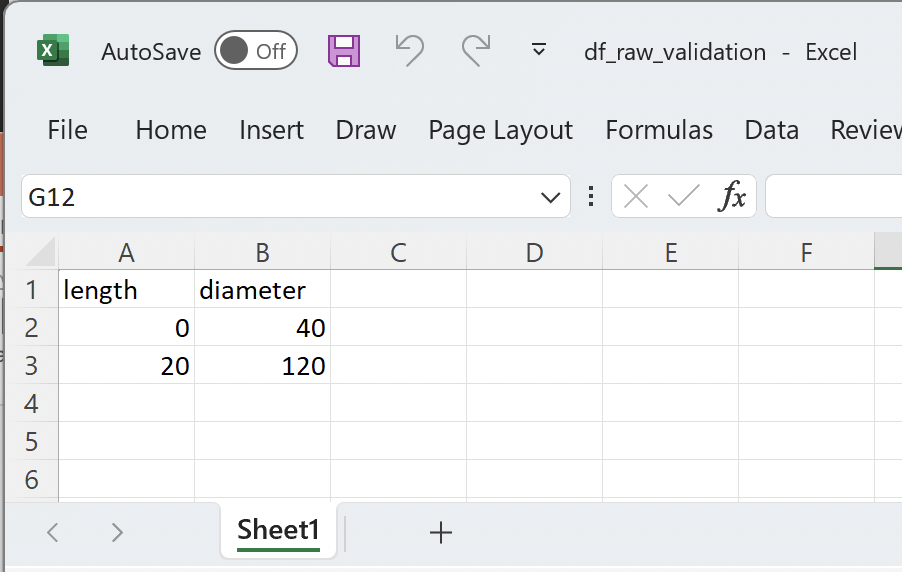 AutoSave Off df_raw_validation - Excel
File Home Insert Draw Page Layout Formulas Data Review
G12 fx
A B C D E F
1 length diameter
2 0 40
3 20 120
4
5
6
Sheet1